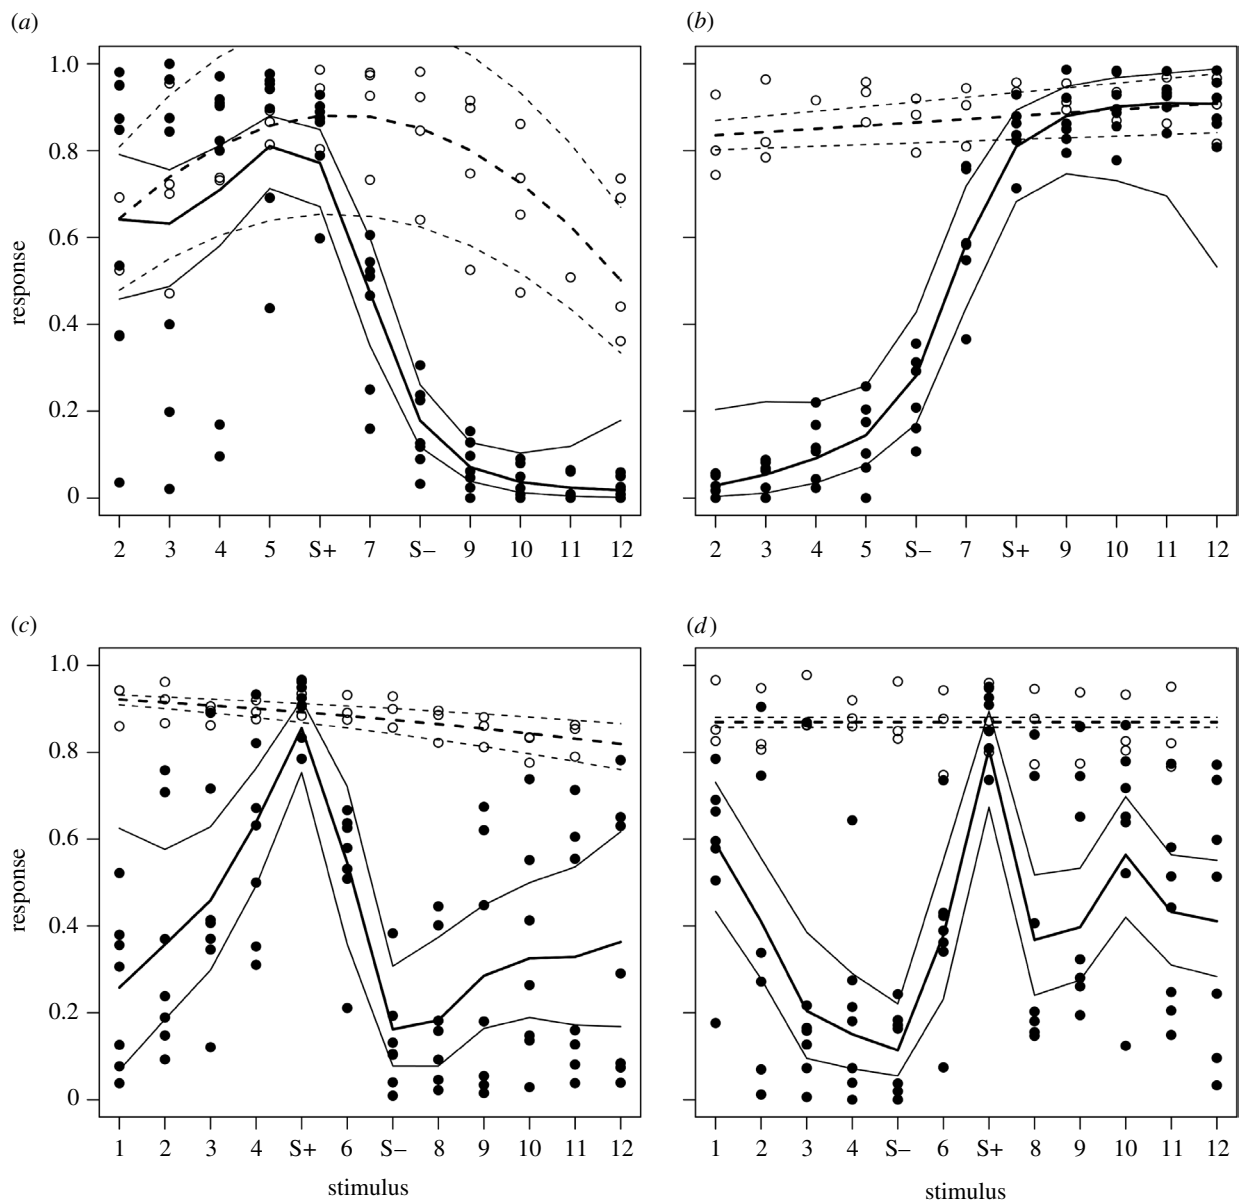 (a) (b)
1.0
0.8
0.6
0.4
0.2
0
response
2 3 4 5 S+ 7 S– 9 10 11 12
2 3 4 5 S– 7 S+ 9 10 11 12
(c) (d)
1.0
0.8
0.6
0.4
0.2
0
response
1 2 3 4 S+ 6 S– 8 9 10 11 12
1 2 3 4 S– 6 S+ 8 9 10 11 12
stimulus
stimulus